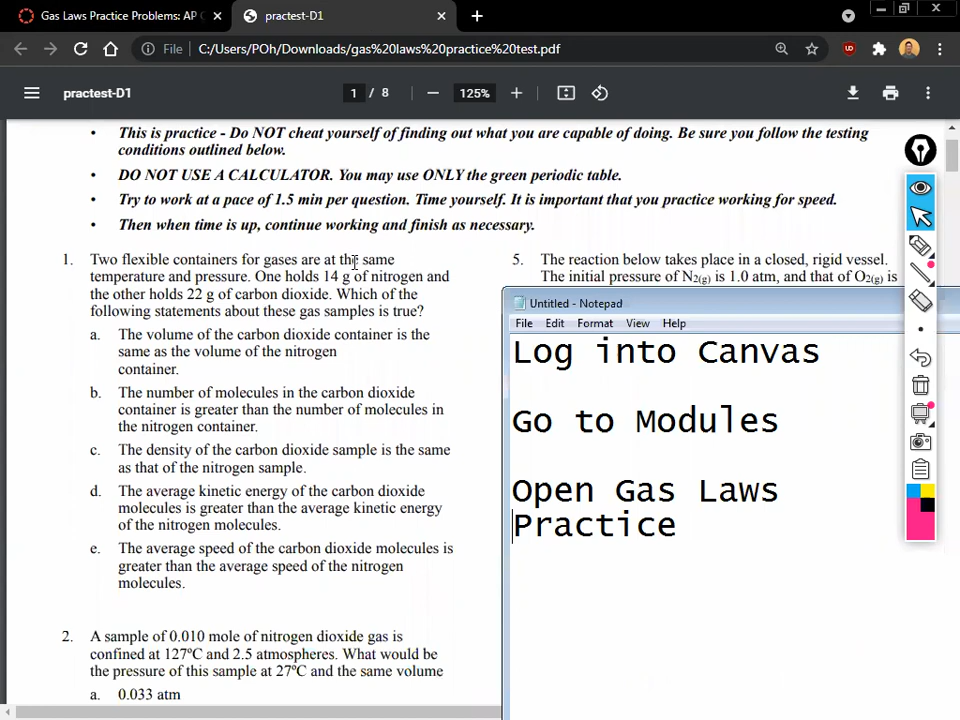 Gas Laws Practice Problems: AP C
practest-D1
File
C:/Users/POh/Downloads/gas%20laws%20practice%20test.pdf
practest-D1
1 / 8
125%
• This is practice - Do NOT cheat yourself of finding out what you are capable of doing. Be sure you follow the testing
conditions outlined below.
• DO NOT USE A CALCULATOR. You may use ONLY the green periodic table.
• Try to work at a pace of 1.5 min per question. Time yourself. It is important that you practice working for speed.
• Then when time is up, continue working and finish as necessary.
1. Two flexible containers for gases are at the same
temperature and pressure. One holds 14 g of nitrogen and
the other holds 22 g of carbon dioxide. Which of the
following statements about these gas samples is true?
a. The volume of the carbon dioxide container is the
same as the volume of the nitrogen
container.
b. The number of molecules in the carbon dioxide
container is greater than the number of molecules in
the nitrogen container.
c. The density of the carbon dioxide sample is the same
as that of the nitrogen sample.
d. The average kinetic energy of the carbon dioxide
molecules is greater than the average kinetic energy
of the nitrogen molecules.
e. The average speed of the carbon dioxide molecules is
greater than the average speed of the nitrogen
molecules.
2. A sample of 0.010 mole of nitrogen dioxide gas is
confined at 127ºC and 2.5 atmospheres. What would be
the pressure of this sample at 27ºC and the same volume
a. 0.033 atm
5. The reaction below takes place in a closed, rigid vessel.
The initial pressure of N2(g) is 1.0 atm, and that of O2(g) is
Untitled - Notepad
File Edit Format View Help
Log into Canvas
Go to Modules
Open Gas Laws
Practice